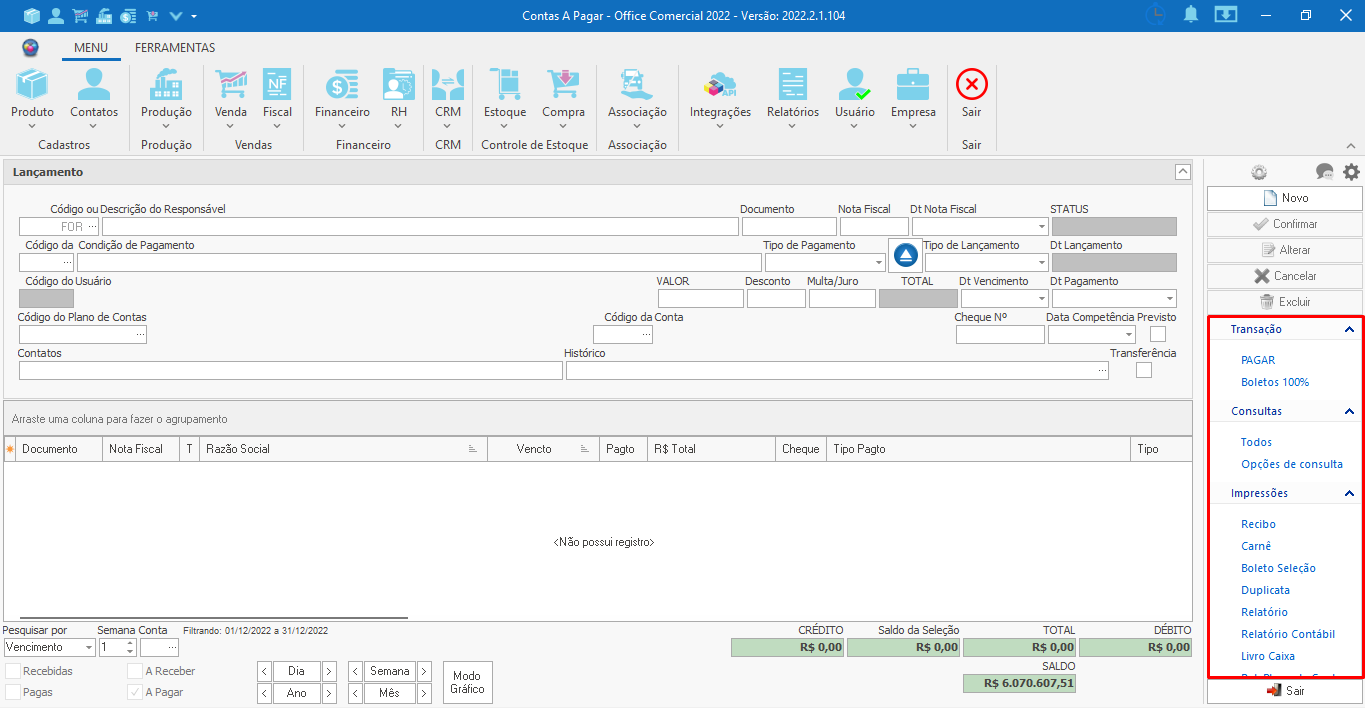 Contas A Pagar - Office Comercial 2022 - Versão: 2022.2.1.104
MENU FERRAMENTAS
Produto Contatos Produção Venda Fiscal Financeiro RH CRM Estoque Compra Associação Integrações Relatórios Usuário Empresa Sair
Cadastros Produção Vendas Financeiro CRM Controle de Estoque Associação Sair
Lançamento
Código ou Descrição do Responsável Documento Nota Fiscal Dt Nota Fiscal STATUS
FOR ...
Código da Condição de Pagamento Tipo de Pagamento Tipo de Lançamento Dt Lançamento
Código do Usuário VALOR Desconto Multa/Juro TOTAL Dt Vencimento Dt Pagamento
Código do Plano de Contas Código da Conta Cheque Nº Data Competência Previsto
Contatos Histórico Transferência
Arraste uma coluna para fazer o agrupamento
Documento Nota Fiscal T Razão Social Vencto Pagto R$ Total Cheque Tipo Pagto Tipo
<Não possui registro>
Pesquisar por Semana Conta Filtrando: 01/12/2022 a 31/12/2022
Vencimento 1
Recebidas A Receber
Pagas A Pagar
< Dia > < Semana >
< Ano > < Mês >
Modo
Gráfico
CRÉDITO Saldo da Seleção TOTAL DÉBITO
R$ 0,00 R$ 0,00 R$ 0,00 R$ 0,00
SALDO
R$ 6.070.607,51
Novo
Confirmar
Alterar
Cancelar
Excluir
Transação
PAGAR
Boletos 100%
Consultas
Todos
Opções de consulta
Impressões
Recibo
Carnê
Boleto Seleção
Duplicata
Relatório
Relatório Contábil
Livro Caixa
Sair